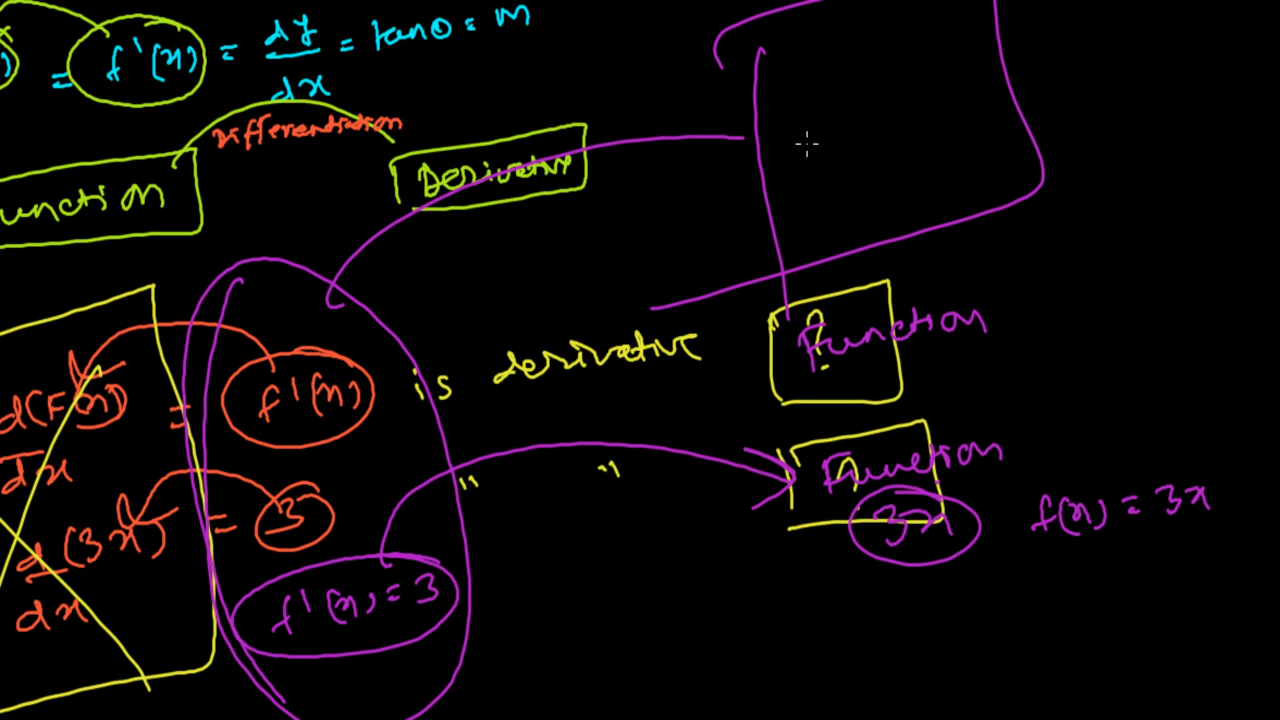 ) = f'(x) = dy/dx = tanθ = m
Differentiation
unction
Derivative
d(F(x))/dx = f'(x) is derivative ? Function
d/dx (3x) = 3 " " ? Function
3x f(x) = 3x
f'(x) = 3